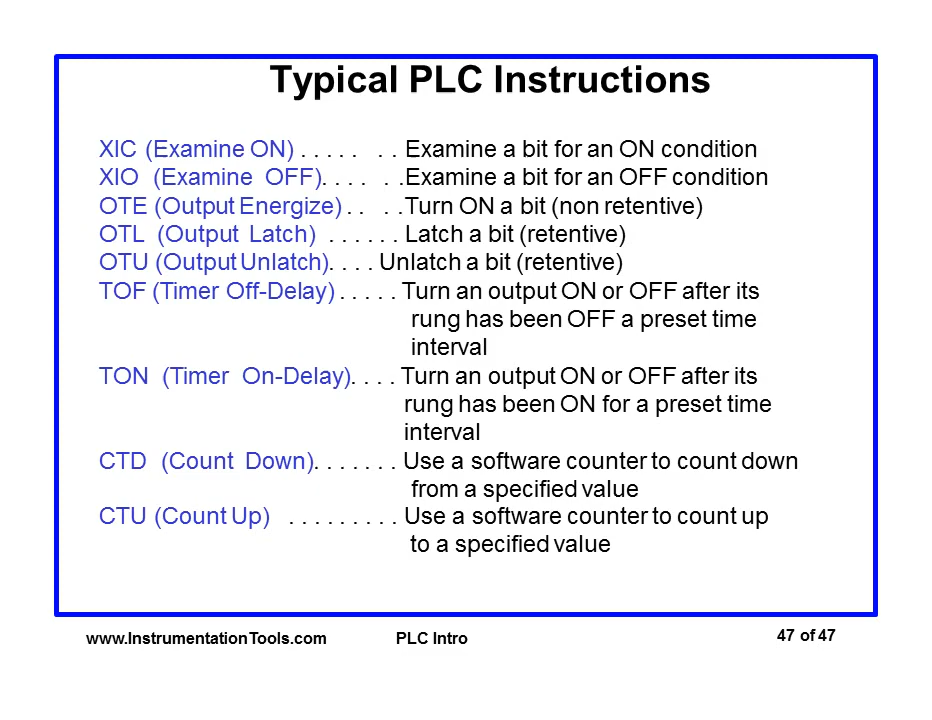 Typical PLC Instructions
XIC (Examine ON) . . . . .   . . Examine a bit for an ON condition
XIO  (Examine  OFF). . . .   . .Examine a bit for an OFF condition
OTE (Output Energize) . .   . .Turn ON a bit (non retentive)
OTL  (Output  Latch)  . . . . . . Latch a bit (retentive)
OTU (Output Unlatch). . . . Unlatch a bit (retentive)
TOF (Timer Off-Delay) . . . . . Turn an output ON or OFF after its
rung has been OFF a preset time
interval
TON  (Timer  On-Delay). . . . Turn an output ON or OFF after its
rung has been ON for a preset time
interval
CTD  (Count  Down). . . . . . . Use a software counter to count down
from a specified value
CTU (Count Up)   . . . . . . . . . Use a software counter to count up
to a specified value
www.InstrumentationTools.com PLC Intro 47 of 47